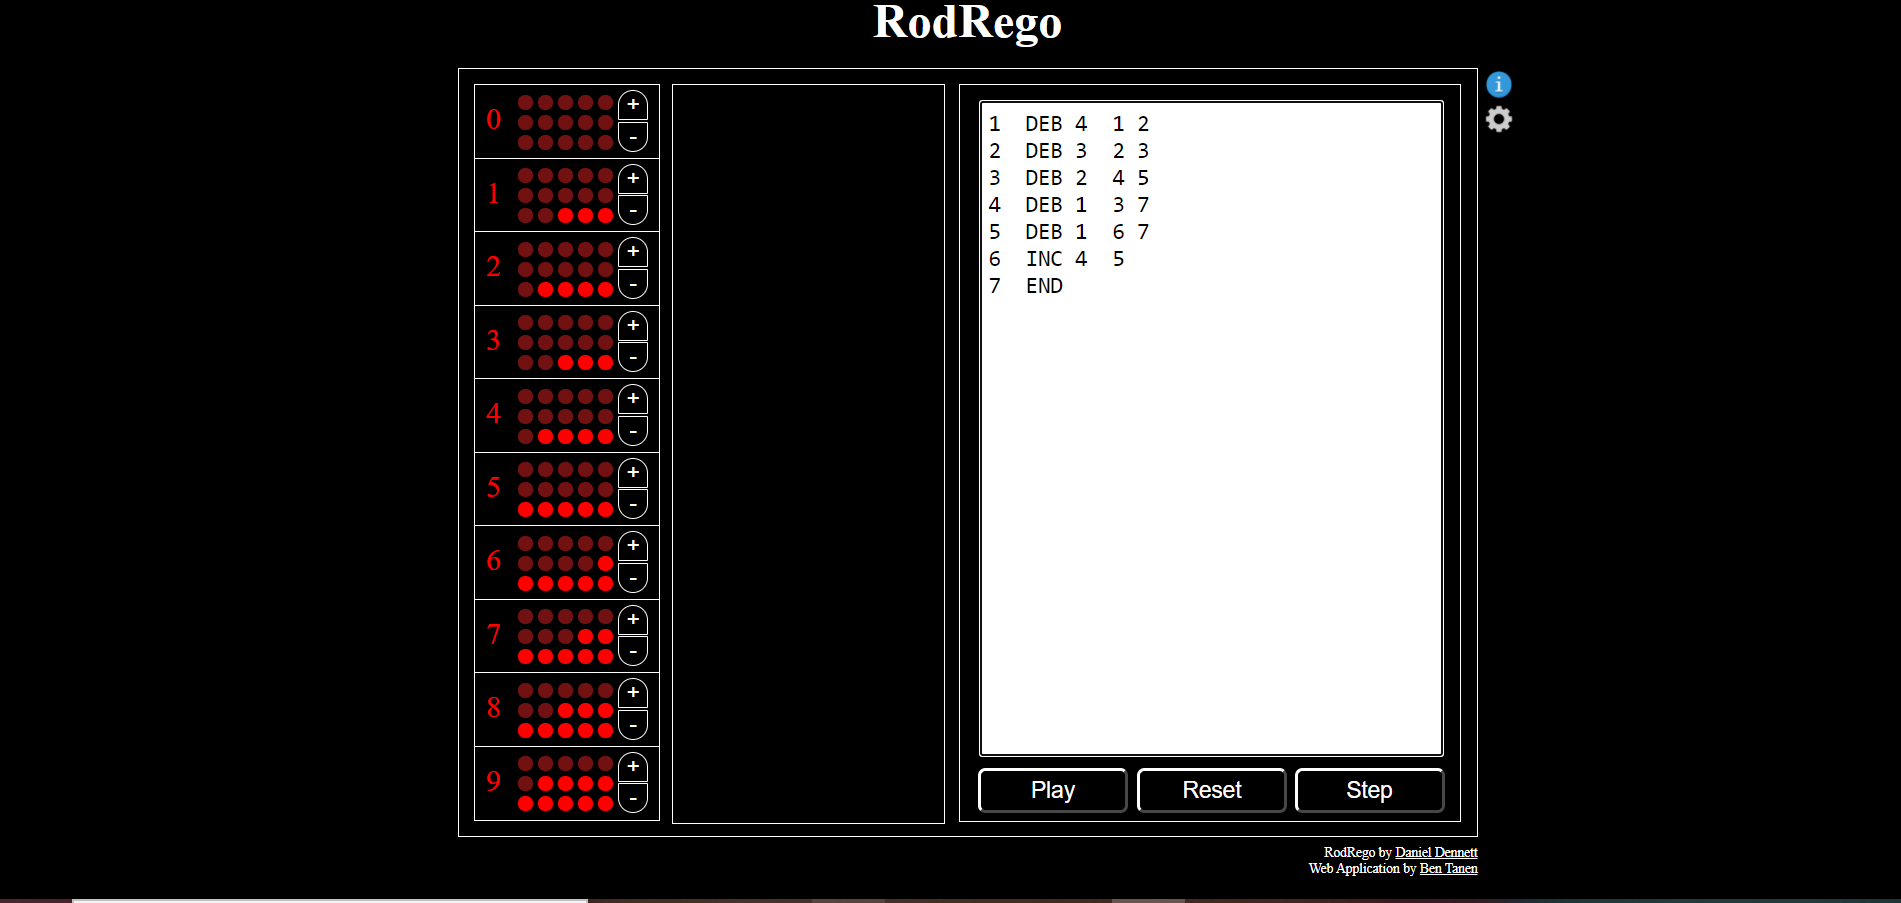 RodRego
0
+
-
1
+
-
2
+
-
3
+
-
4
+
-
5
+
-
6
+
-
7
+
-
8
+
-
9
+
-
1  DEB 4  1 2
2  DEB 3  2 3
3  DEB 2  4 5
4  DEB 1  3 7
5  DEB 1  6 7
6  INC 4  5
7  END
Play Reset Step
i
RodRego by Daniel Dennett
Web Application by Ben Tanen